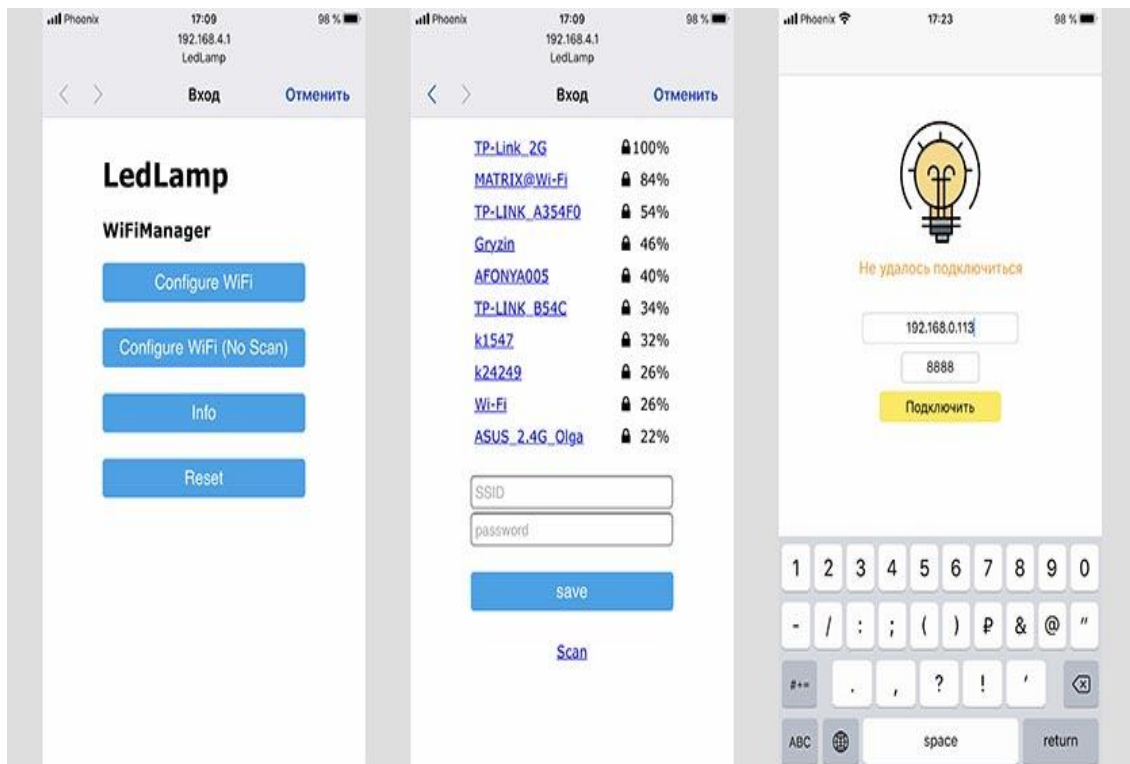 Phoenix 17:09 98 %
192.168.4.1
LedLamp
Вход Отменить
LedLamp
WiFiManager
Configure WiFi
Configure WiFi (No Scan)
Info
Reset
Phoenix 17:09 98 %
192.168.4.1
LedLamp
Вход Отменить
TP-Link_2G 100%
MATRIX@Wi-Fi 84%
TP-LINK_A354F0 54%
Gryzin 46%
AFONYA005 40%
TP-LINK_B54C 34%
k1547 32%
k24249 26%
Wi-Fi 26%
ASUS_2.4G_Olga 22%
SSID
password
save
Scan
Phoenix 17:23 98 %
Не удалось подключиться
192.168.0.113
8888
Подключить
1 2 3 4 5 6 7 8 9 0
- / : ; ( ) ₽ & @ "
#+= . , ? ! '
ABC space return